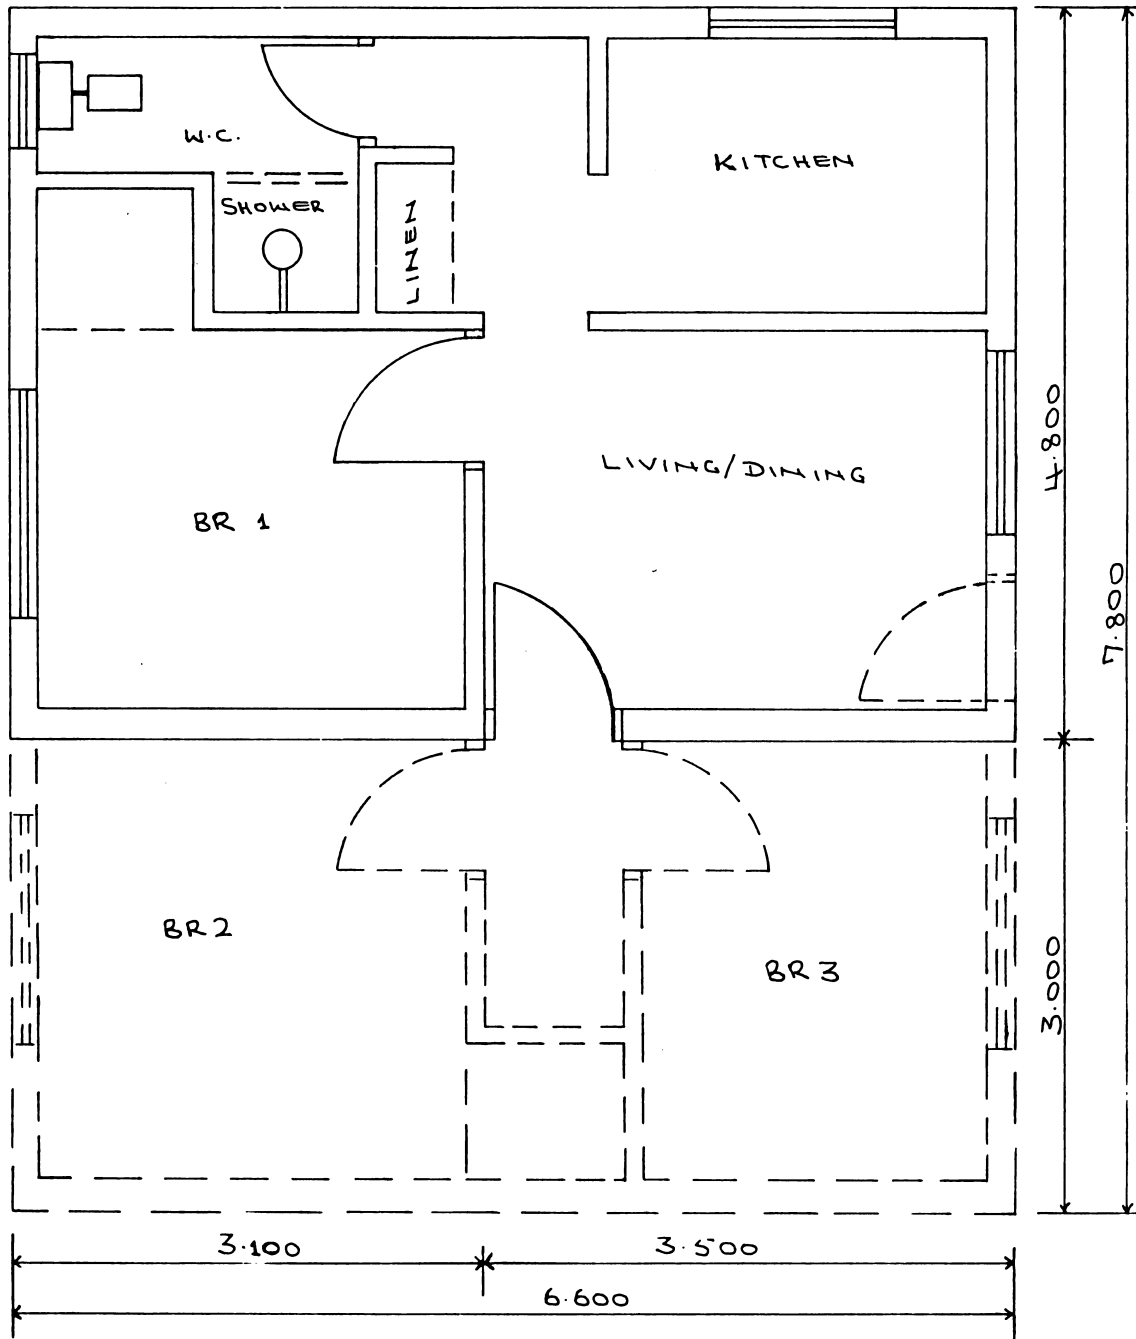 W.C.
KITCHEN
SHOWER
LINEN
LIVING/DINING
BR 1
4.800
7.800
BR2
BR3
3.000
3.100
3.500
6.600